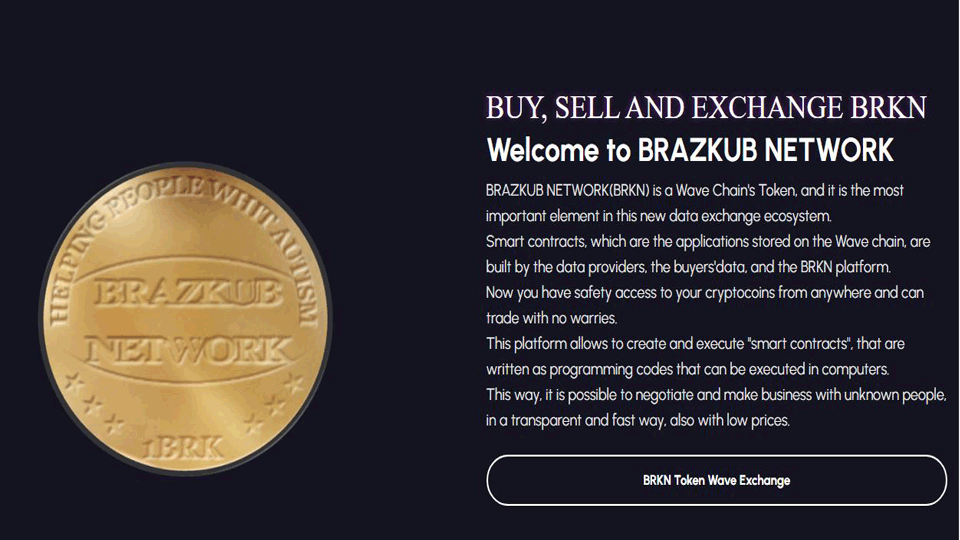 HELPING PEOPLE WHIT AUTISM
BRAZKUB
NETWORK
1BRK
BUY, SELL AND EXCHANGE BRKN
Welcome to BRAZKUB NETWORK
BRAZKUB NETWORK(BRKN) is a Wave Chain's Token, and it is the most
important element in this new data exchange ecosystem.
Smart contracts, which are the applications stored on the Wave chain, are
built by the data providers, the buyers'data, and the BRKN platform.
Now you have safety access to your cryptocoins from anywhere and can
trade with no warries.
This platform allows to create and execute "smart contracts", that are
written as programming codes that can be executed in computers.
This way, it is possible to negotiate and make business with unknown people,
in a transparent and fast way, also with low prices.
BRKN Token Wave Exchange